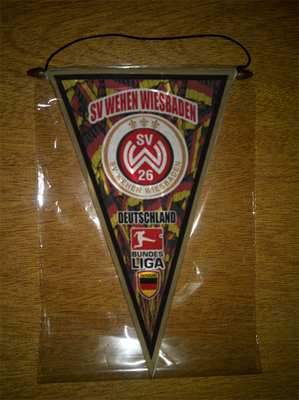 SV WEHEN WIESBADEN
SV
W
26
SV WEHEN WIESBADEN
DEUTSCHLAND
BUNDES
LIGA